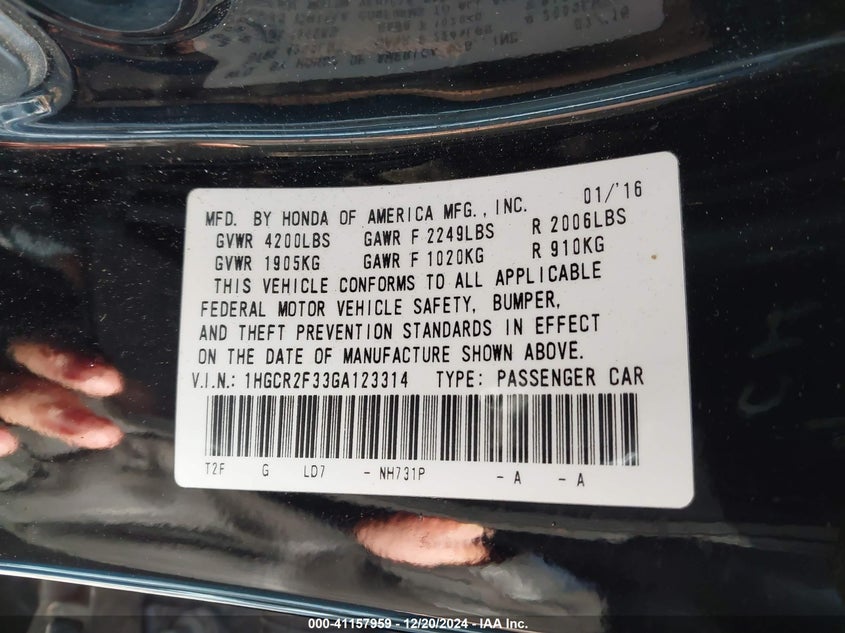 MFD. BY HONDA OF AMERICA MFG., INC. 01/'16
GVWR 4200LBS GAWR F 2249LBS R 2006LBS
GVWR 1905KG GAWR F 1020KG R 910KG
THIS VEHICLE CONFORMS TO ALL APPLICABLE
FEDERAL MOTOR VEHICLE SAFETY, BUMPER,
AND THEFT PREVENTION STANDARDS IN EFFECT
ON THE DATE OF MANUFACTURE SHOWN ABOVE.
V.I.N.: 1HGCR2F33GA123314 TYPE: PASSENGER CAR
T2F G LD7 - NH731P - A - A
000-41157959 - 12/20/2024 - IAA Inc.